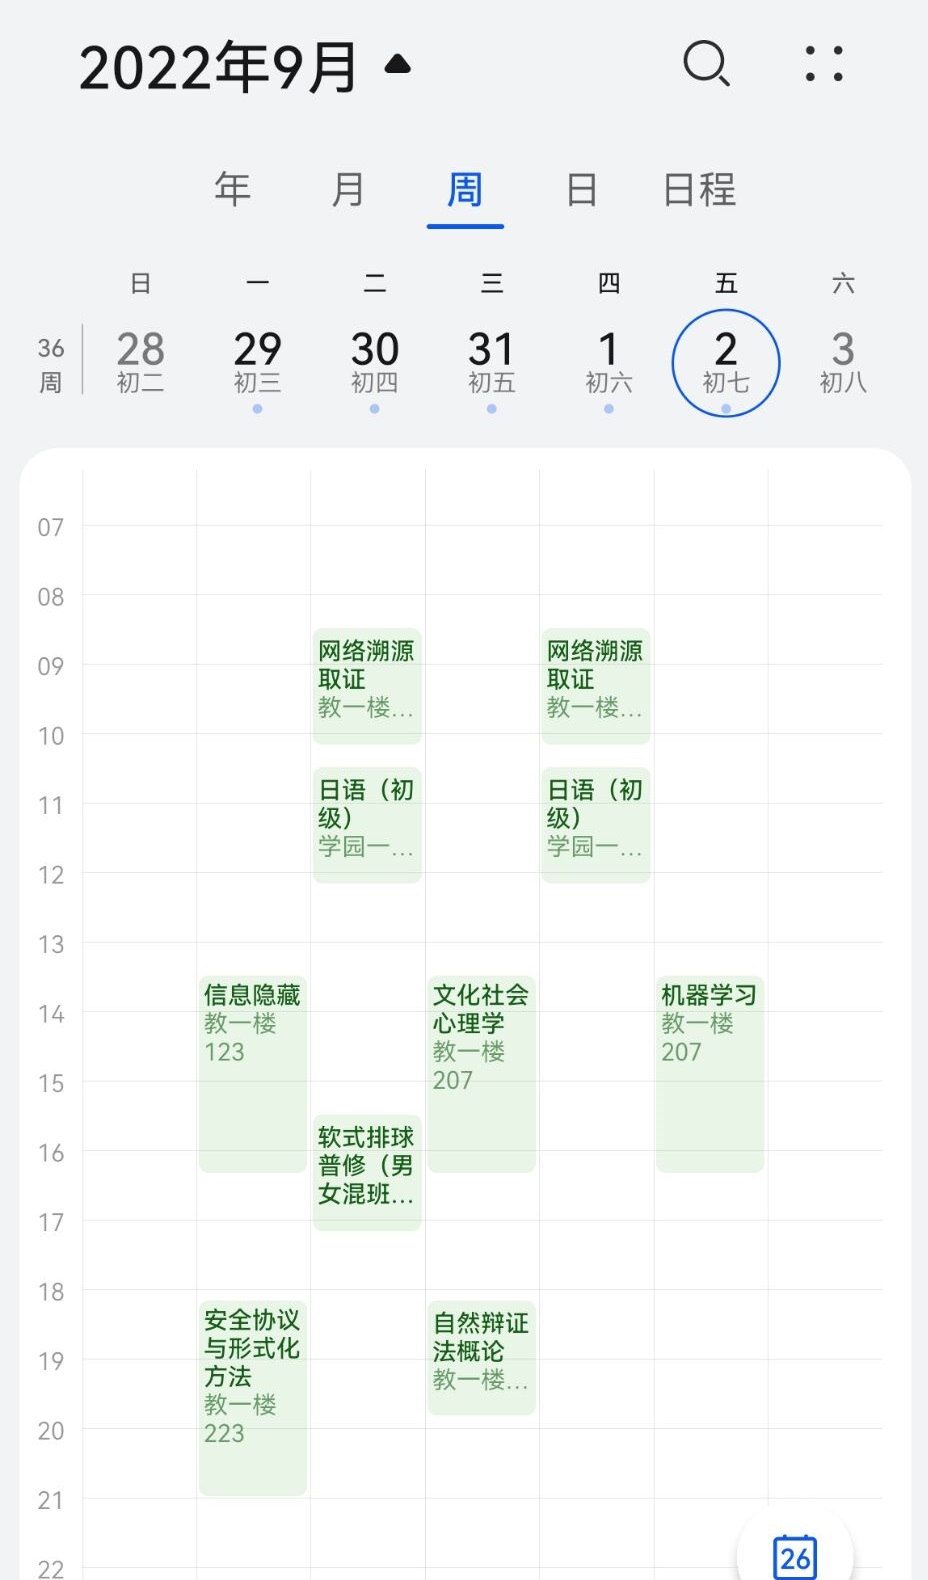 2022年9月
年 月 周 日 日程
日 一 二 三 四 五 六
36 28 29 30 31 1 2 3
周 初二 初三 初四 初五 初六 初七 初八
07
08
09
10
11
12
13
14
15
16
17
18
19
20
21
22
网络溯源
取证
教一楼...
网络溯源
取证
教一楼...
日语（初
级）
学园一...
日语（初
级）
学园一...
信息隐藏
教一楼
123
文化社会
心理学
教一楼
207
机器学习
教一楼
207
软式排球
普修（男
女混班...
安全协议
与形式化
方法
教一楼
223
自然辩证
法概论
教一楼...
26